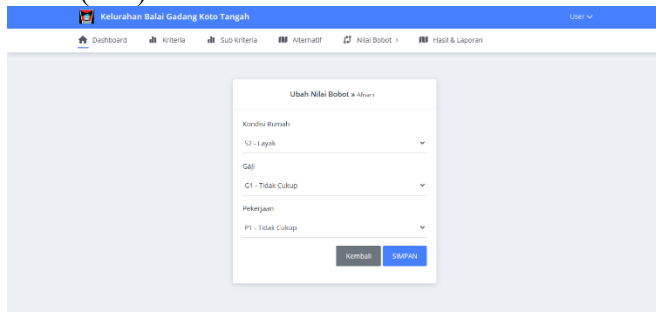 Kelurahan Balai Gadang Koto Tangah User
Dashboard Kriteria Sub Kriteria Alternatif Nilai Bobot > Hasil & Laporan
Ubah Nilai Bobot »
Kondisi Rumah
S2 - Layak
Gaji
G1 - Tidak Cukup
Pekerjaan
P1 - Tidak Cukup
Kembali SIMPAN